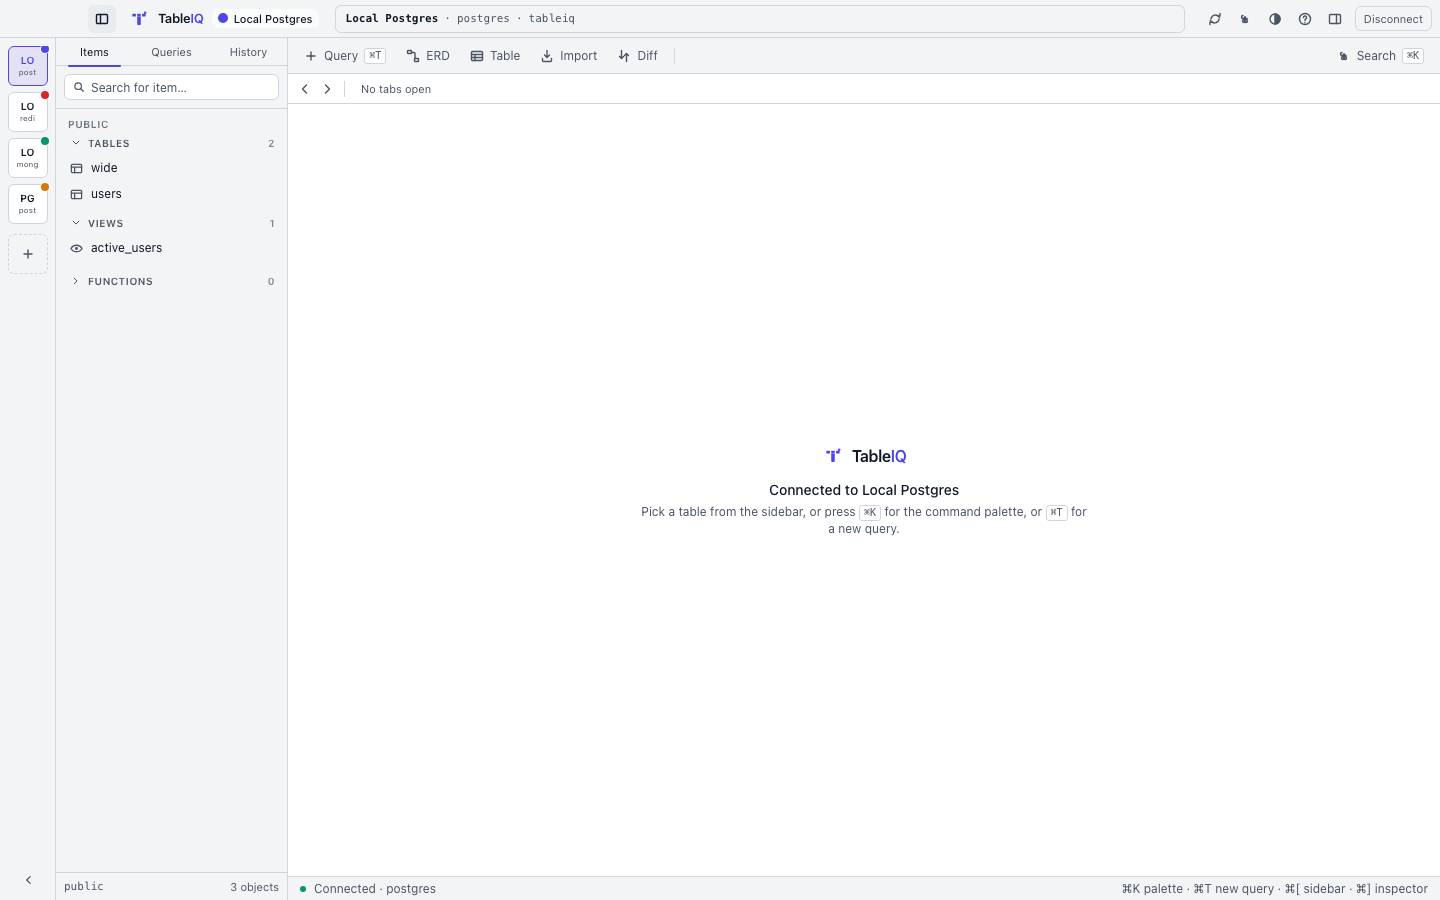 TableIQ Local Postgres Local Postgres · postgres · tableiq Disconnect
LO
post
LO
redi
LO
mong
PG
post
Items Queries History
Search for item...
PUBLIC
TABLES 2
wide
users
VIEWS 1
active_users
FUNCTIONS 0
public 3 objects
Query ⌘T ERD Table Import Diff Search ⌘K
No tabs open
TableIQ
Connected to Local Postgres
Pick a table from the sidebar, or press ⌘K for the command palette, or ⌘T for
a new query.
Connected · postgres ⌘K palette · ⌘T new query · ⌘[ sidebar · ⌘] inspector